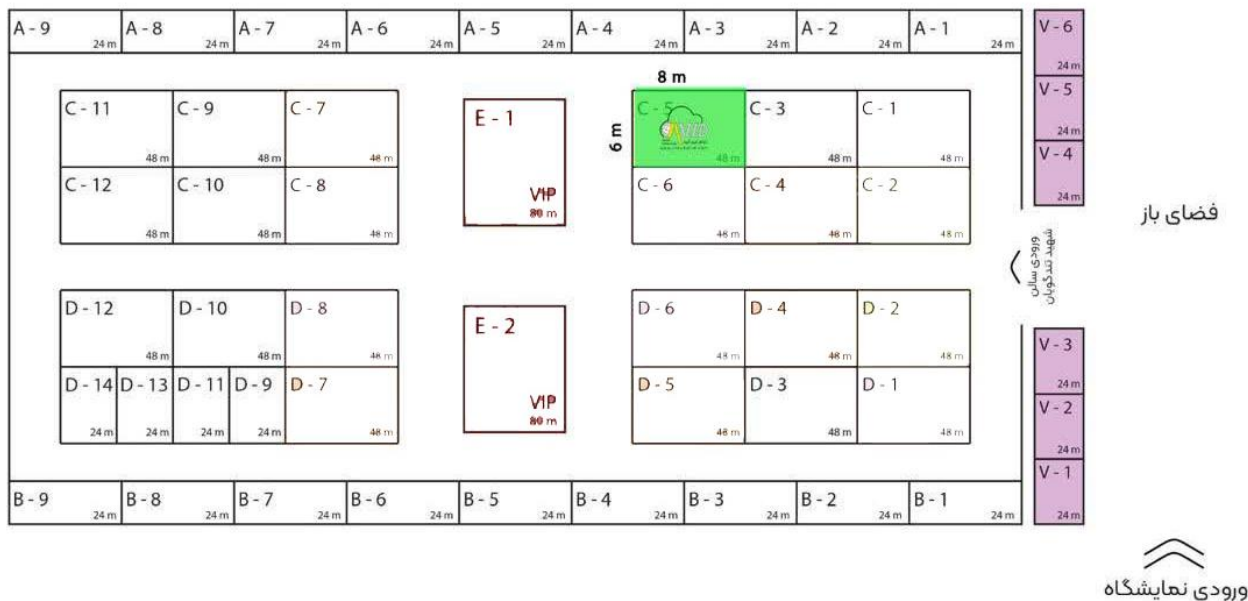 A - 9 24 m A - 8 24 m A - 7 24 m A - 6 24 m A - 5 24 m A - 4 24 m A - 3 24 m A - 2 24 m A - 1 24 m
V - 6
24 m
V - 5
24 m
V - 4
24 m
8 m
6 m
C - 11 48 m C - 9 48 m C - 7 48 m
C - 12 48 m C - 10 48 m C - 8 48 m
E - 1
VIP
80 m
C - 5 48 m C - 3 48 m C - 1 48 m
C - 6 48 m C - 4 48 m C - 2 48 m
فضای باز
ورودی سالن
شهید تندگویان
D - 12 48 m D - 10 48 m D - 8 48 m
D - 14 24 m D - 13 24 m D - 11 24 m D - 9 24 m D - 7 48 m
E - 2
VIP
80 m
D - 6 48 m D - 4 48 m D - 2 48 m
D - 5 48 m D - 3 48 m D - 1 48 m
V - 3
24 m
V - 2
24 m
V - 1
24 m
B - 9 24 m B - 8 24 m B - 7 24 m B - 6 24 m B - 5 24 m B - 4 24 m B - 3 24 m B - 2 24 m B - 1 24 m
ورودی نمایشگاه